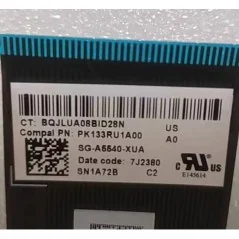 CT: BQJLUA08BID28N US
Compal PN: PK133RU1A00 A0
SG-A5540-XUA
Date code: 7J2380
SN1A72B C2
E145614